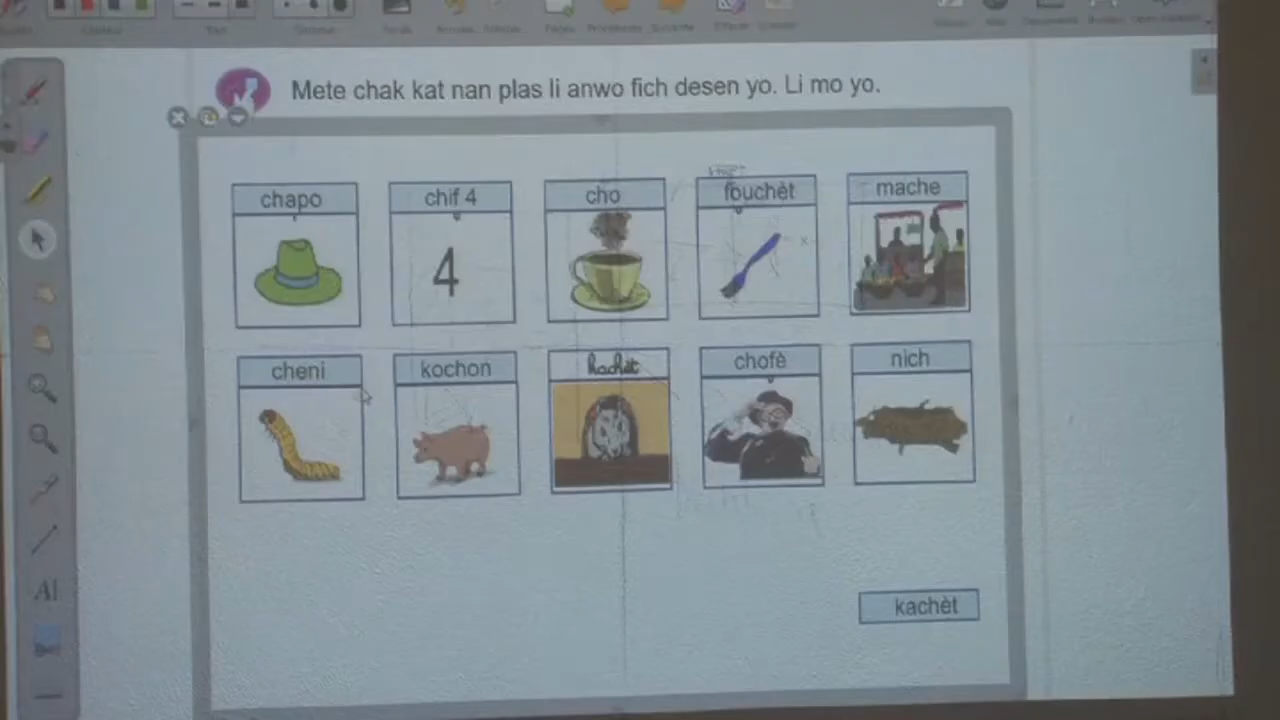 Mete chak kat nan plas li anwo fich desen yo. Li mo yo.
chapo
chif 4
cho
fouchèt
mache
4
cheni
kochon
kachèt
chofè
nich
kachèt
AI